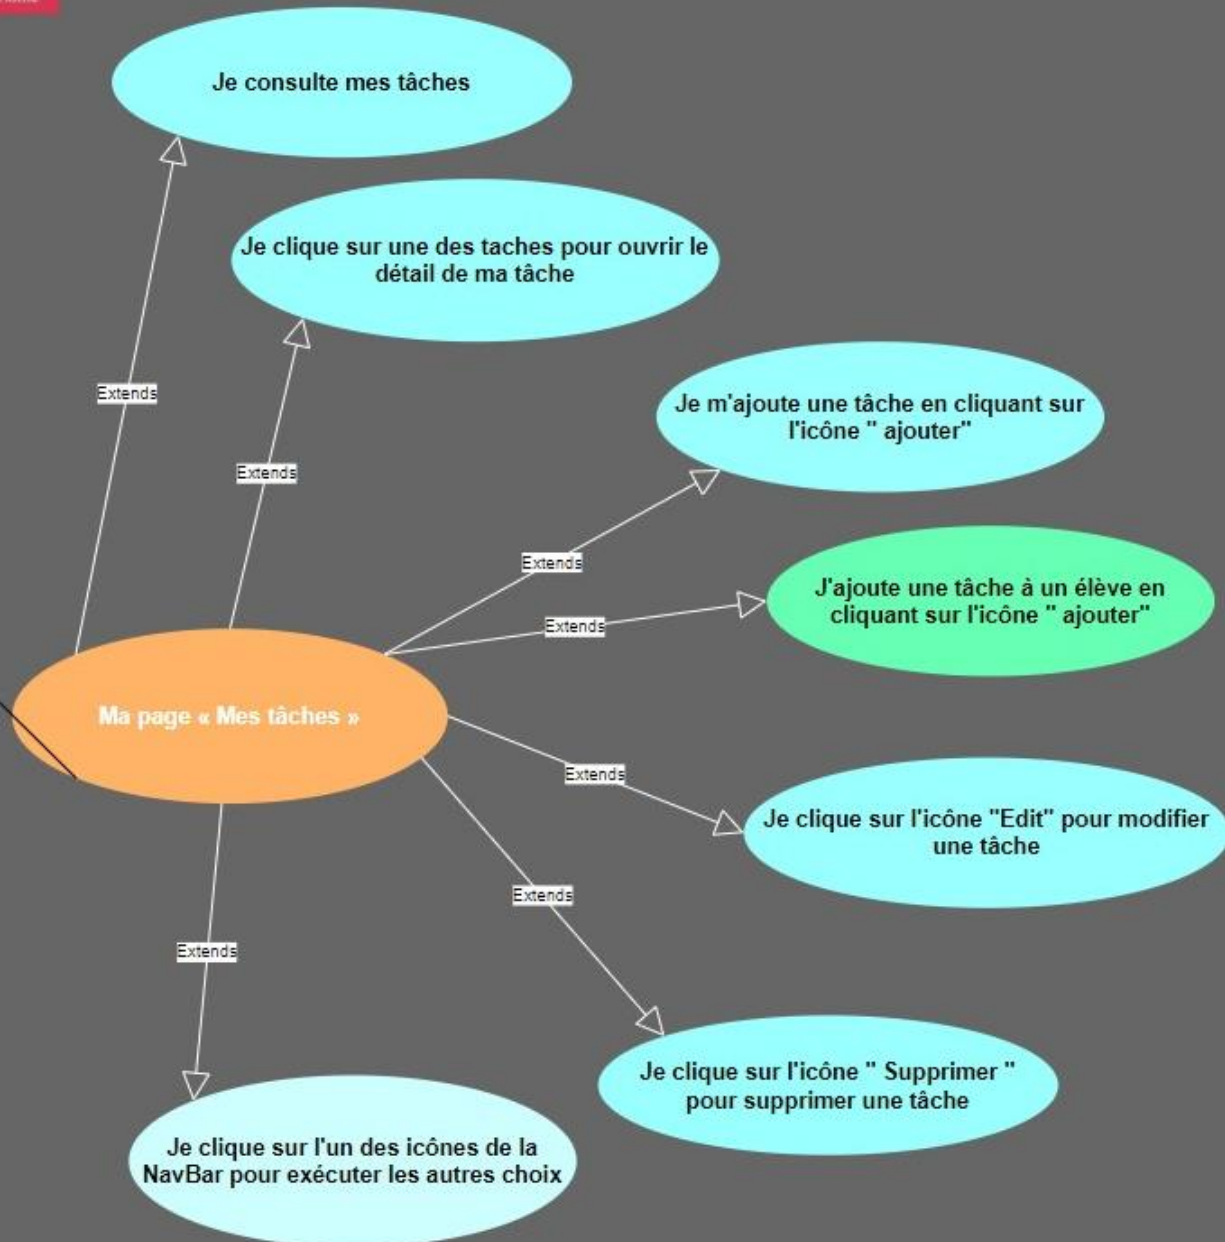 Je consulte mes tâches
Je clique sur une des taches pour ouvrir le
détail de ma tâche
Extends
Je m'ajoute une tâche en cliquant sur
l'icône " ajouter"
Extends
Extends
J'ajoute une tâche à un élève en
cliquant sur l'icône " ajouter"
Extends
Ma page « Mes tâches »
Extends
Je clique sur l'icône "Edit" pour modifier
une tâche
Extends
Extends
Je clique sur l'icône " Supprimer "
pour supprimer une tâche
Je clique sur l'un des icônes de la
NavBar pour exécuter les autres choix